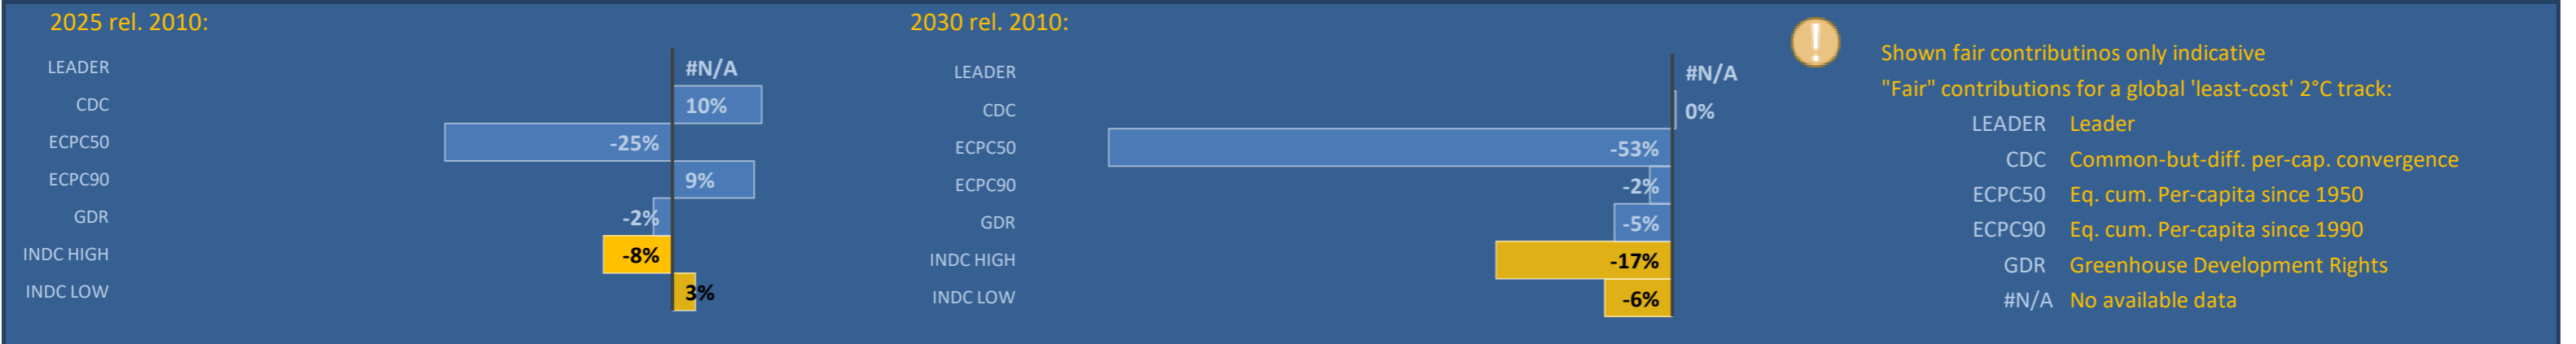 2025 rel. 2010:
LEADER #N/A
CDC 10%
ECPC50 -25%
ECPC90 9%
GDR -2%
INDC HIGH -8%
INDC LOW 3%
2030 rel. 2010:
LEADER #N/A
CDC 0%
ECPC50 -53%
ECPC90 -2%
GDR -5%
INDC HIGH -17%
INDC LOW -6%
Shown fair contributinos only indicative
"Fair" contributions for a global 'least-cost' 2°C track:
LEADER Leader
CDC Common-but-diff. per-cap. convergence
ECPC50 Eq. cum. Per-capita since 1950
ECPC90 Eq. cum. Per-capita since 1990
GDR Greenhouse Development Rights
#N/A No available data